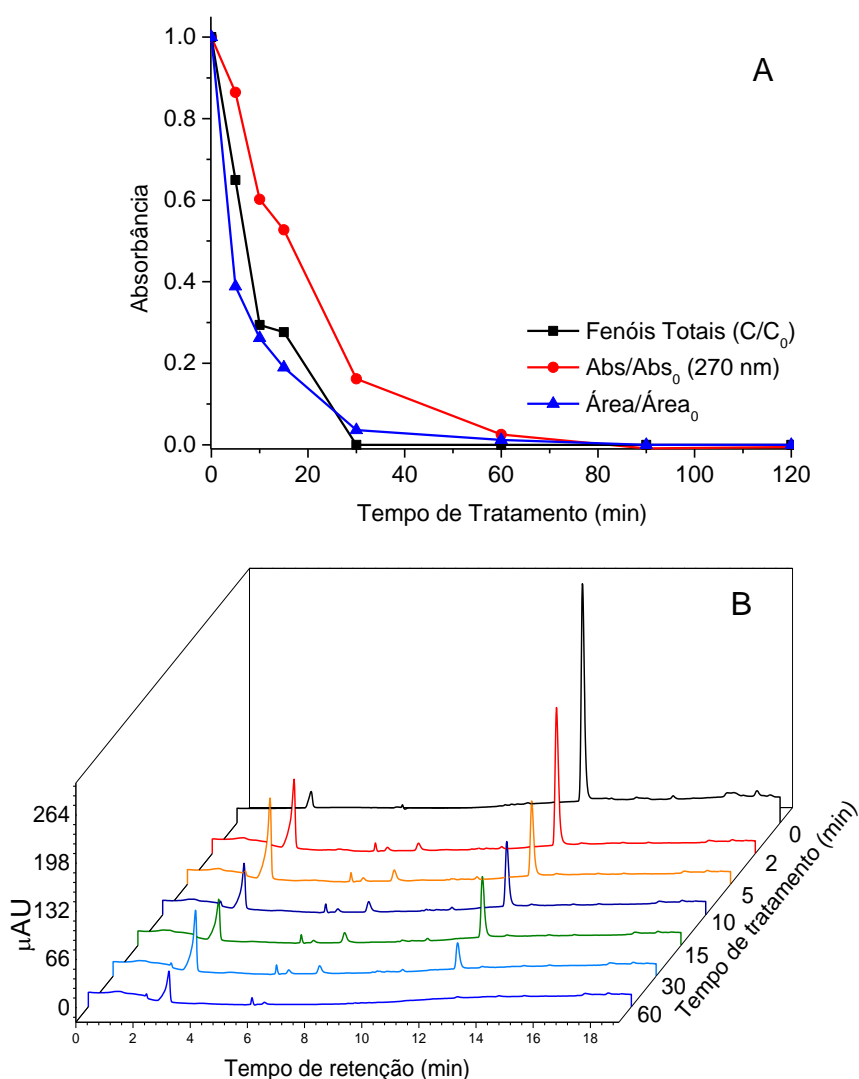 A
1.0
0.8
0.6
0.4
0.2
0.0
Absorbância
Fenóis Totais (C/C₀)
Abs/Abs₀ (270 nm)
Área/Área₀
0 20 40 60 80 100 120
Tempo de Tratamento (min)
B
264
198
132
66
0
µAU
0
2
5
10
15
30
60
Tempo de tratamento (min)
0 2 4 6 8 10 12 14 16 18
Tempo de retenção (min)